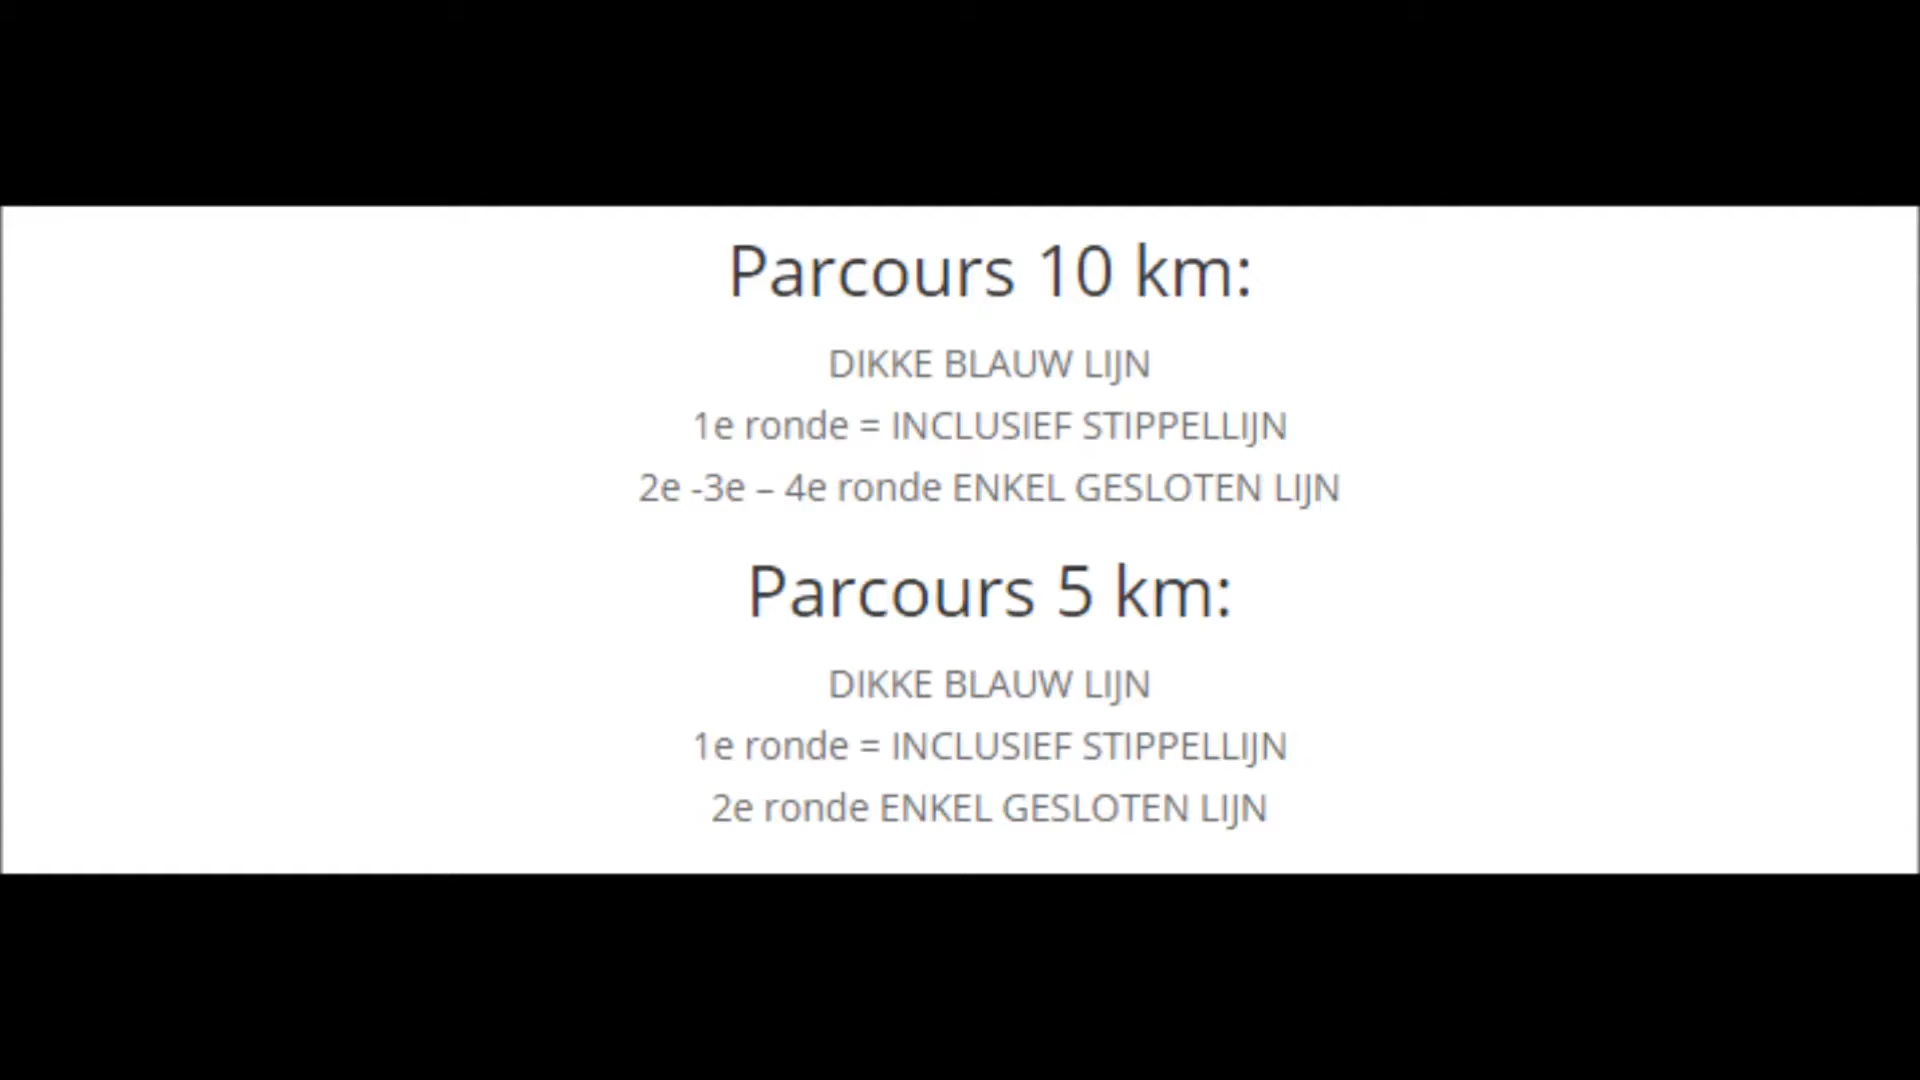 Parcours 10 km:
DIKKE BLAUW LIJN
1e ronde = INCLUSIEF STIPPELLIJN
2e -3e – 4e ronde ENKEL GESLOTEN LIJN
Parcours 5 km:
DIKKE BLAUW LIJN
1e ronde = INCLUSIEF STIPPELLIJN
2e ronde ENKEL GESLOTEN LIJN